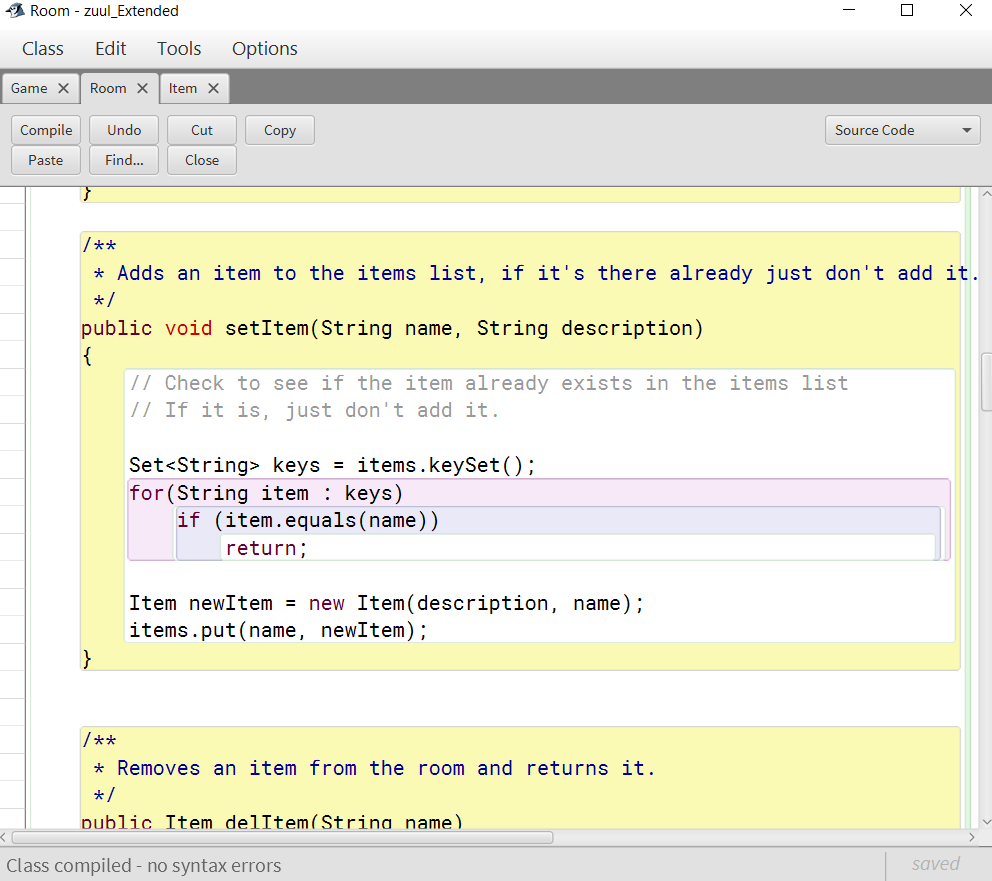 Room - zuul_Extended
Class Edit Tools Options
Game Room Item
Compile Undo Cut Copy Source Code
Paste Find... Close
}
/**
* Adds an item to the items list, if it's there already just don't add it.
*/
public void setItem(String name, String description)
{
// Check to see if the item already exists in the items list
// If it is, just don't add it.
Set<String> keys = items.keySet();
for(String item : keys)
if (item.equals(name))
return;
Item newItem = new Item(description, name);
items.put(name, newItem);
}
/**
* Removes an item from the room and returns it.
*/
public Item delItem(String name)
Class compiled - no syntax errors
saved